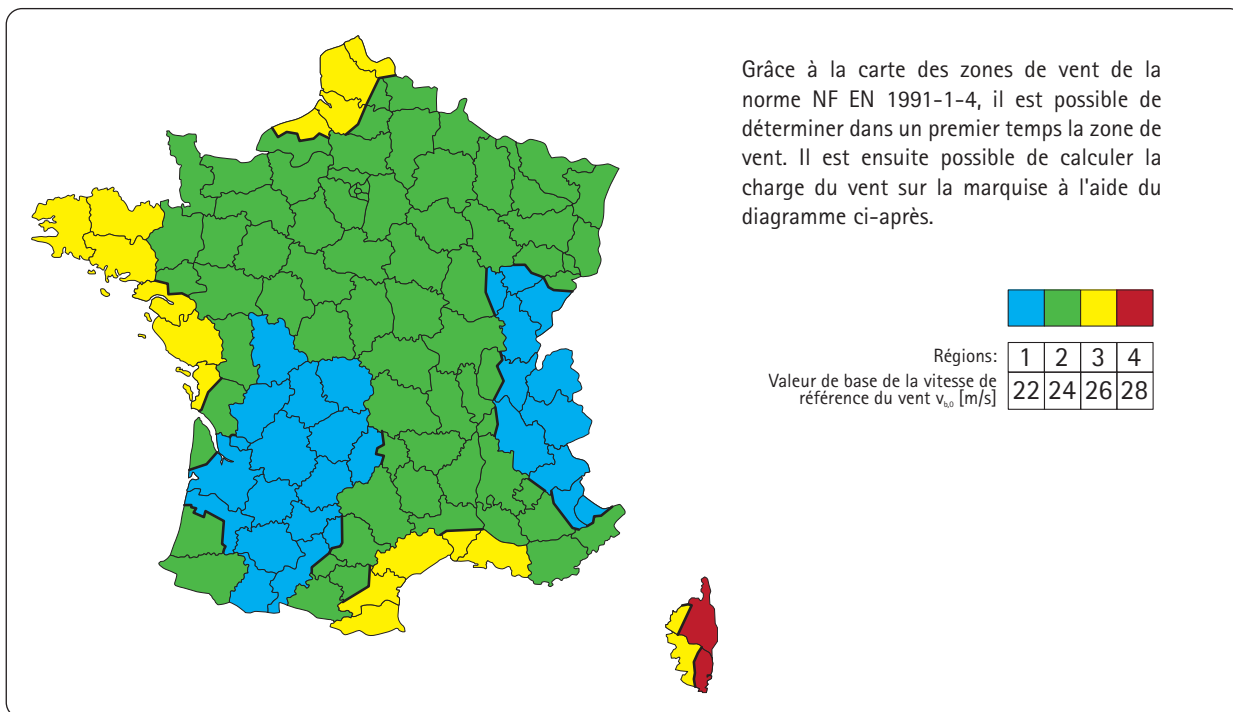 Grâce à la carte des zones de vent de la
norme NF EN 1991-1-4, il est possible de
déterminer dans un premier temps la zone de
vent. Il est ensuite possible de calculer la
charge du vent sur la marquise à l'aide du
diagramme ci-après.
Régions: 1 2 3 4
Valeur de base de la vitesse de
référence du vent vb,0 [m/s] 22 24 26 28